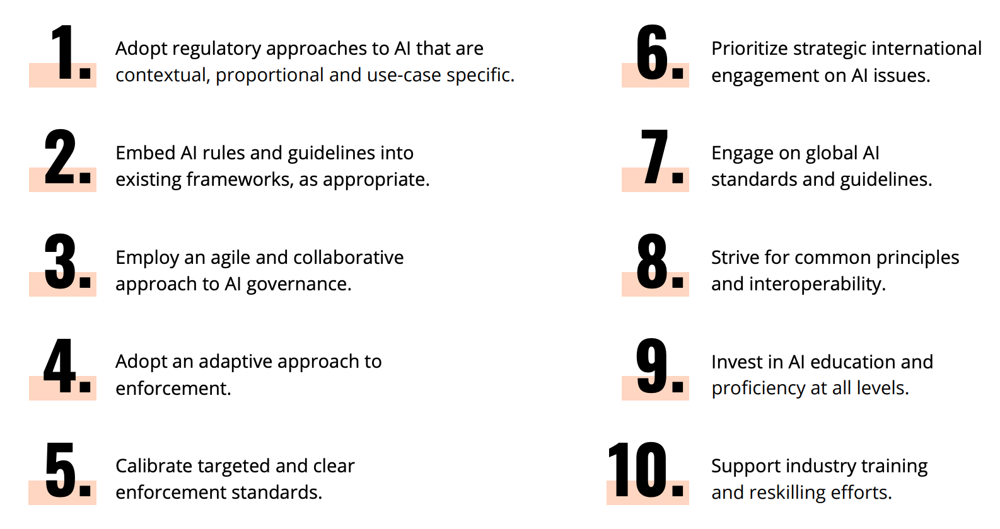 1. Adopt regulatory approaches to AI that are
contextual, proportional and use-case specific.
2. Embed AI rules and guidelines into
existing frameworks, as appropriate.
3. Employ an agile and collaborative
approach to AI governance.
4. Adopt an adaptive approach to
enforcement.
5. Calibrate targeted and clear
enforcement standards.
6. Prioritize strategic international
engagement on AI issues.
7. Engage on global AI
standards and guidelines.
8. Strive for common principles
and interoperability.
9. Invest in AI education and
proficiency at all levels.
10. Support industry training
and reskilling efforts.